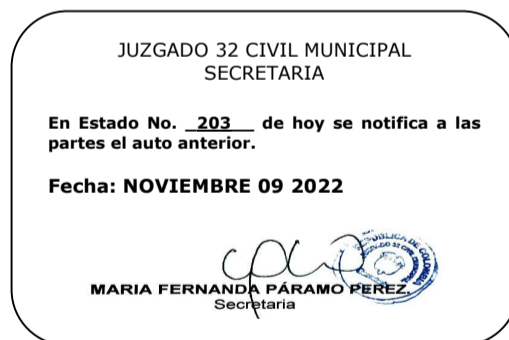 JUZGADO 32 CIVIL MUNICIPAL
SECRETARIA
En Estado No. 203 de hoy se notifica a las
partes el auto anterior.
Fecha: NOVIEMBRE 09 2022
MARIA FERNANDA PÁRAMO PEREZ.
Secretaria